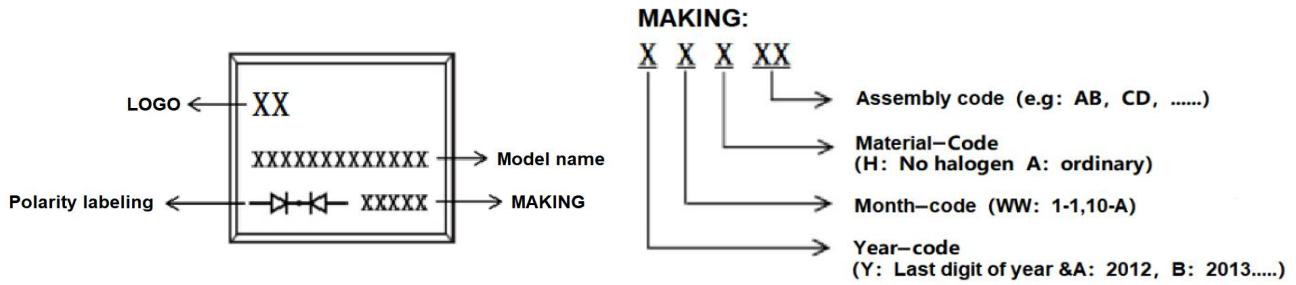 LOGO
XX
XXXXXXXXXXXXX
Model name
Polarity labeling
XXXXX
MAKING
MAKING:
X X X XX
Assembly code (e.g: AB, CD, ......)
Material-Code
(H: No halogen A: ordinary)
Month-code (WW: 1-1,10-A)
Year-code
(Y: Last digit of year &A: 2012, B: 2013.....)